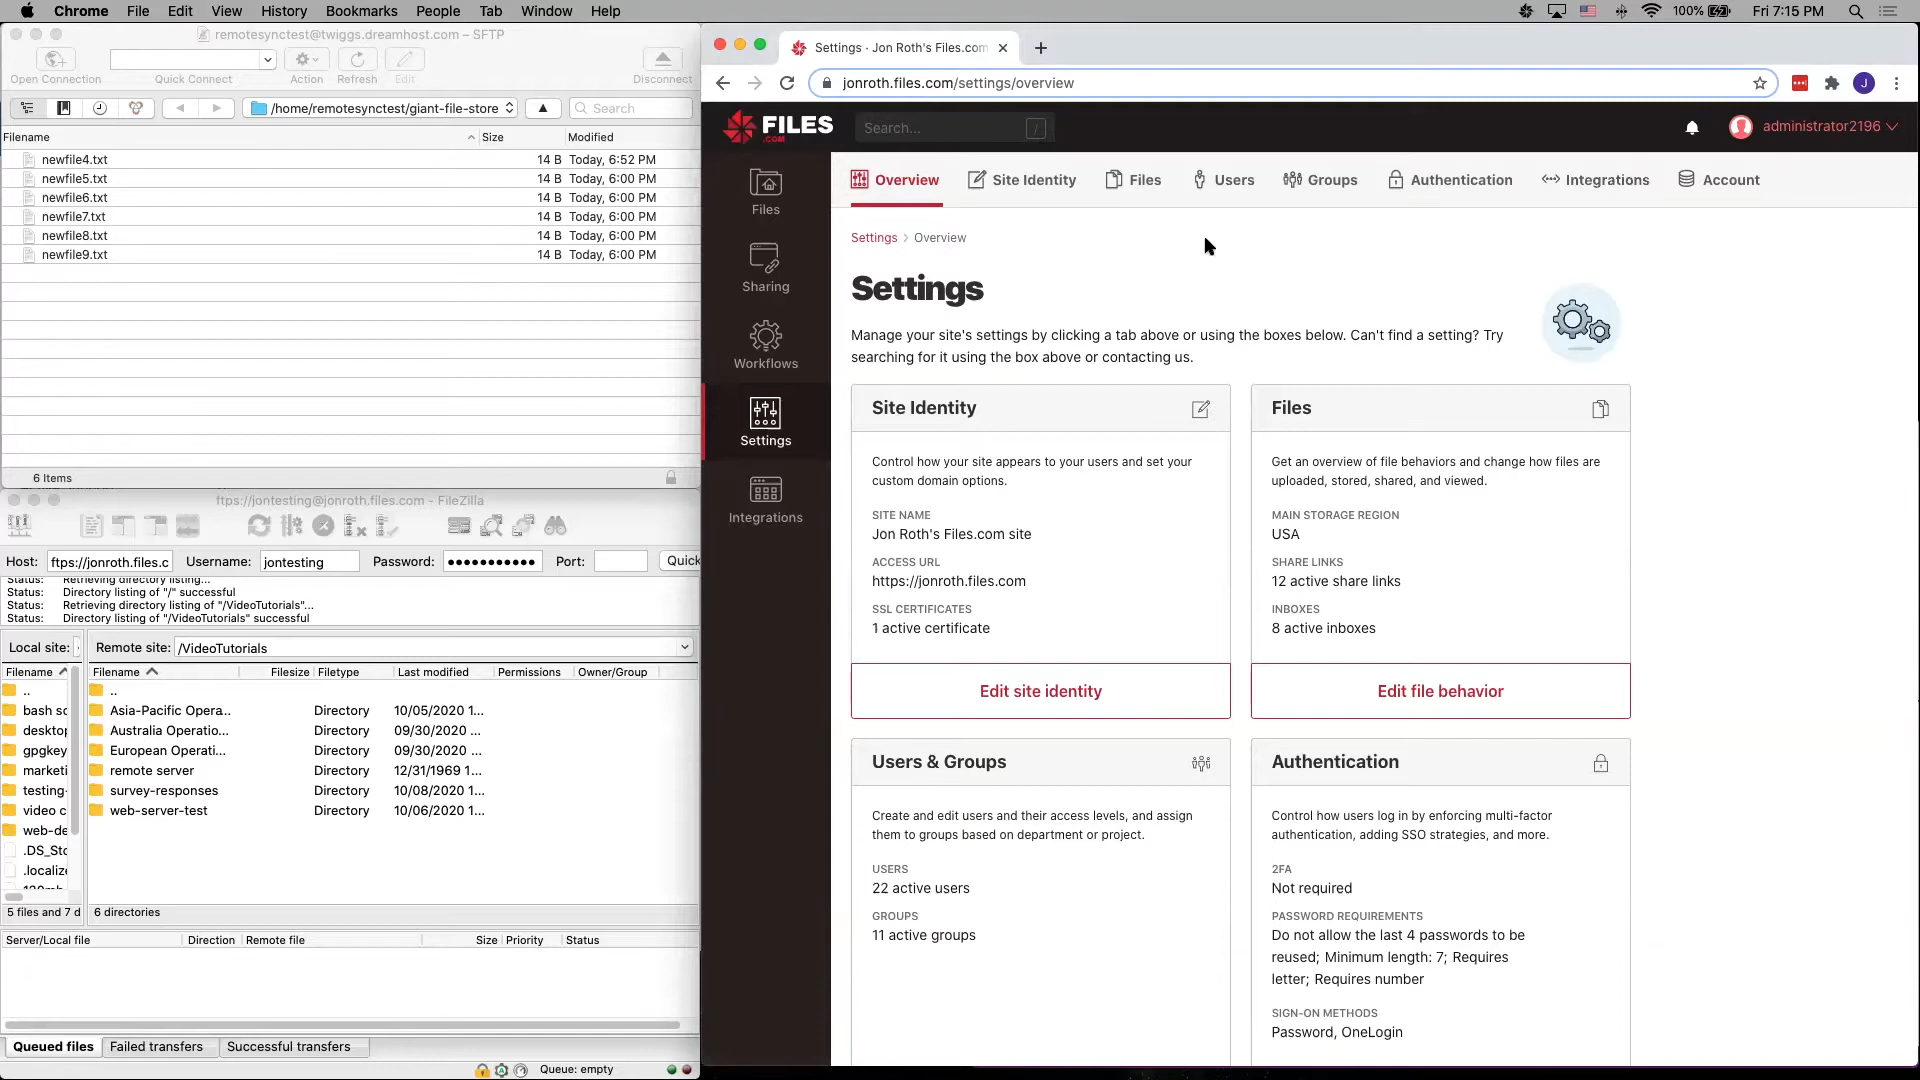 Chrome File Edit View History Bookmarks People Tab Window Help 100% Fri 7:15 PM
remotesynctest@twiggs.dreamhost.com – SFTP
Open Connection Quick Connect Action Refresh Edit Disconnect
/home/remotesynctest/giant-file-store Search
Filename Size Modified
newfile4.txt 14 B Today, 6:52 PM
newfile5.txt 14 B Today, 6:00 PM
newfile6.txt 14 B Today, 6:00 PM
newfile7.txt 14 B Today, 6:00 PM
newfile8.txt 14 B Today, 6:00 PM
newfile9.txt 14 B Today, 6:00 PM
6 Items
ftps://jontesting@jonroth.files.com - FileZilla
Host: ftps://jonroth.files.c Username: jontesting Password: ●●●●●●●●●●● Port: Quick
Status: Retrieving directory listing...
Status: Directory listing of "/" successful
Status: Retrieving directory listing of "/VideoTutorials"...
Status: Directory listing of "/VideoTutorials" successful
Local site: Remote site: /VideoTutorials
Filename Filename Filesize Filetype Last modified Permissions Owner/Group
.. ..
bash sc Asia-Pacific Opera... Directory 10/05/2020 1...
desktop Australia Operatio... Directory 09/30/2020 ...
gpgkey European Operati... Directory 09/30/2020 ...
marketi remote server Directory 12/31/1969 1...
testing- survey-responses Directory 10/08/2020 1...
video c web-server-test Directory 10/06/2020 1...
web-de
.DS_Sto
.localize
5 files and 7 d 6 directories
Server/Local file Direction Remote file Size Priority Status
Queued files Failed transfers Successful transfers
Queue: empty
Settings · Jon Roth's Files.com
jonroth.files.com/settings/overview J
FILES .COM Search... / administrator2196
Files
Sharing
Workflows
Settings
Integrations
Overview Site Identity Files Users Groups Authentication Integrations Account
Settings › Overview
Settings
Manage your site's settings by clicking a tab above or using the boxes below. Can't find a setting? Try
searching for it using the box above or contacting us.
Site Identity
Control how your site appears to your users and set your
custom domain options.
SITE NAME
Jon Roth's Files.com site
ACCESS URL
https://jonroth.files.com
SSL CERTIFICATES
1 active certificate
Edit site identity
Files
Get an overview of file behaviors and change how files are
uploaded, stored, shared, and viewed.
MAIN STORAGE REGION
USA
SHARE LINKS
12 active share links
INBOXES
8 active inboxes
Edit file behavior
Users & Groups
Create and edit users and their access levels, and assign
them to groups based on department or project.
USERS
22 active users
GROUPS
11 active groups
Authentication
Control how users log in by enforcing multi-factor
authentication, adding SSO strategies, and more.
2FA
Not required
PASSWORD REQUIREMENTS
Do not allow the last 4 passwords to be
reused; Minimum length: 7; Requires
letter; Requires number
SIGN-ON METHODS
Password, OneLogin